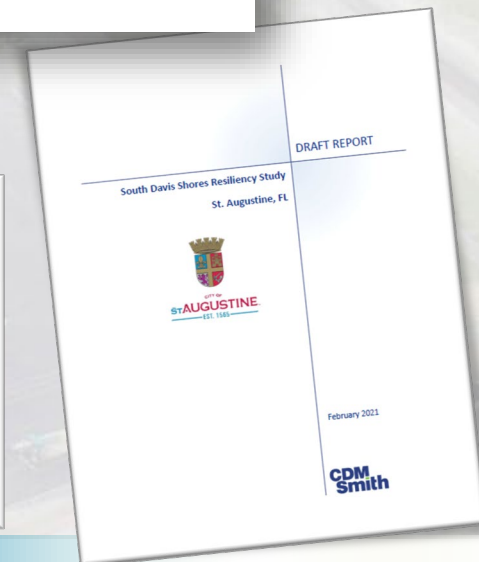 DRAFT REPORT
South Davis Shores Resiliency Study
St. Augustine, FL
CITY OF
ST AUGUSTINE
EST. 1565
February 2021
CDM
Smith